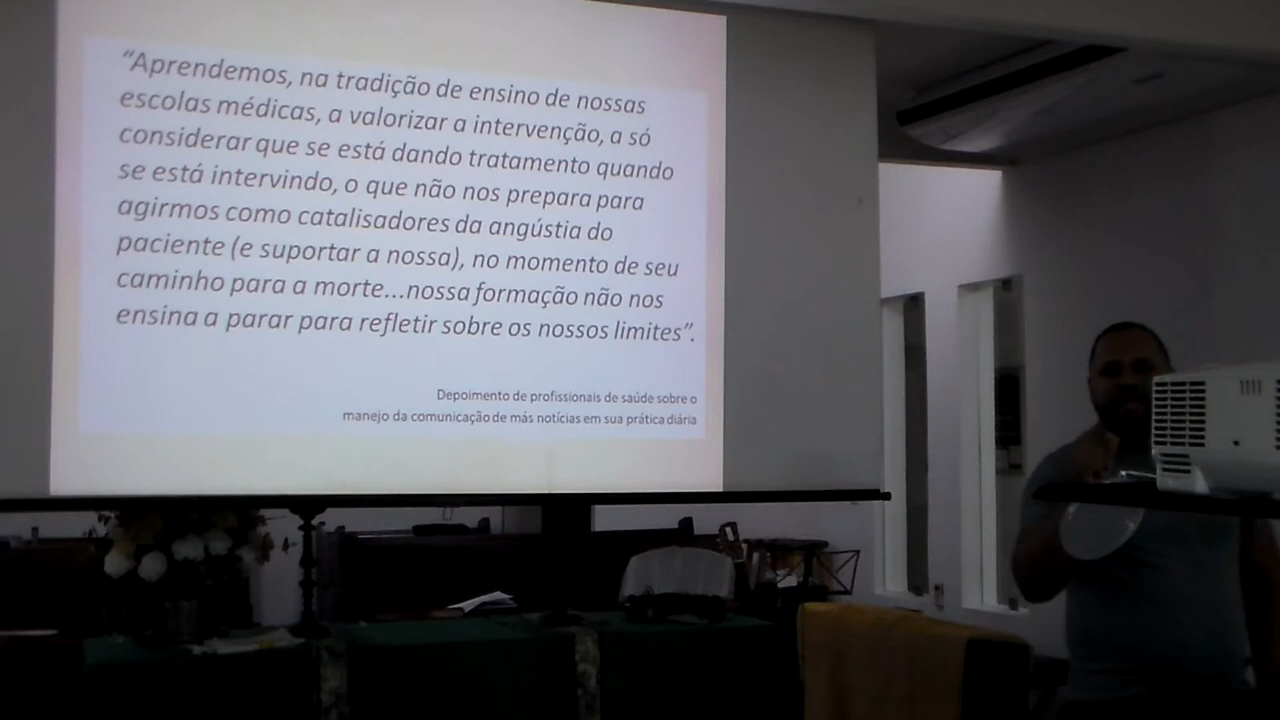 “Aprendemos, na tradição de ensino de nossas
escolas médicas, a valorizar a intervenção, a só
considerar que se está dando tratamento quando
se está intervindo, o que não nos prepara para
agirmos como catalisadores da angústia do
paciente (e suportar a nossa), no momento de seu
caminho para a morte...nossa formação não nos
ensina a parar para refletir sobre os nossos limites”.
Depoimento de profissionais de saúde sobre o
manejo da comunicação de más notícias em sua prática diária